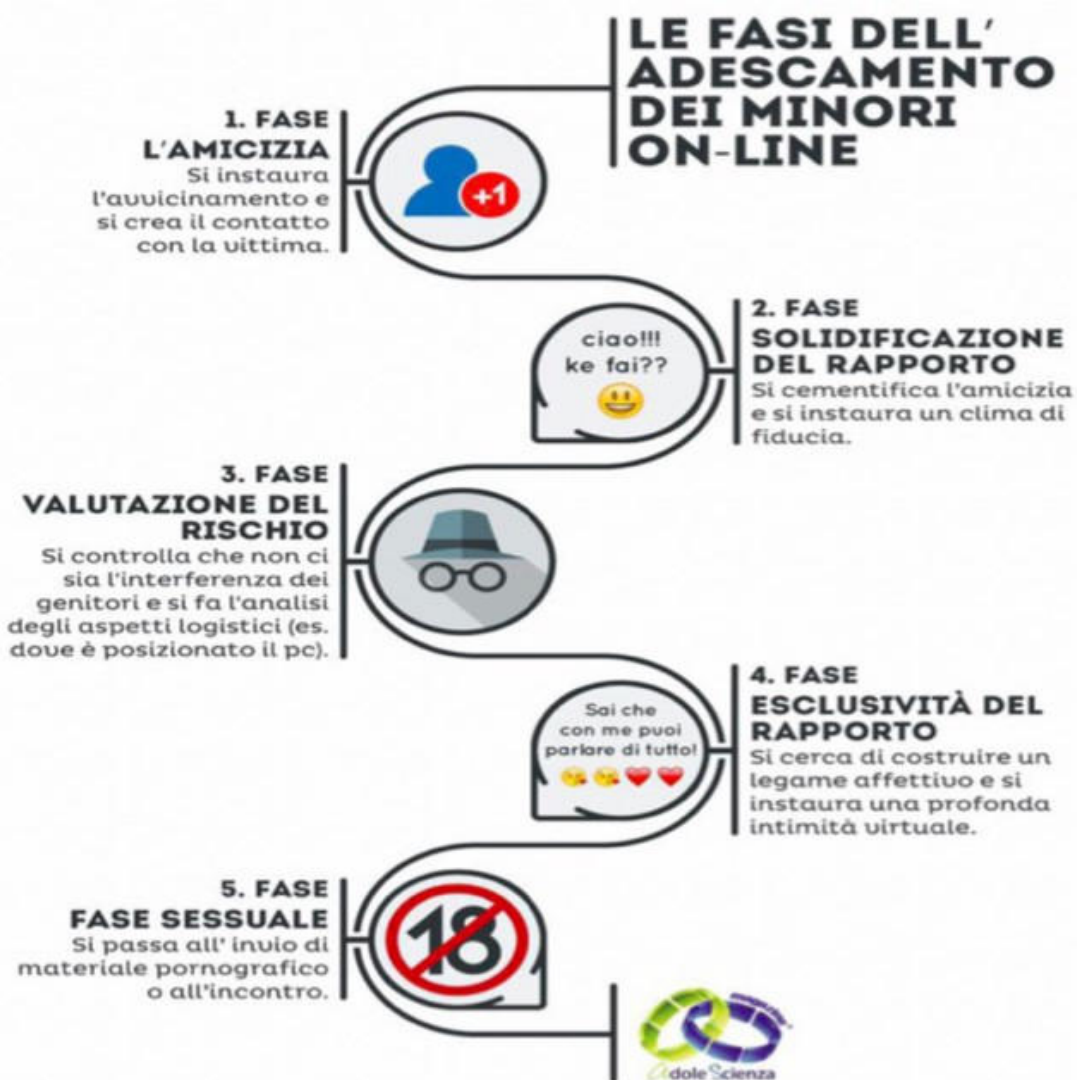 LE FASI DELL'
ADESCAMENTO
DEI MINORI
ON-LINE
1. FASE
L'AMICIZIA
Si instaura
l'avvicinamento e
si crea il contatto
con la vittima.
+1
2. FASE
SOLIDIFICAZIONE
DEL RAPPORTO
Si cementifica l'amicizia
e si instaura un clima di
fiducia.
ciao!!!
ke fai??
3. FASE
VALUTAZIONE DEL
RISCHIO
Si controlla che non ci
sia l'interferenza dei
genitori e si fa l'analisi
degli aspetti logistici (es.
dove è posizionato il pc).
4. FASE
ESCLUSIVITÀ DEL
RAPPORTO
Si cerca di costruire un
legame affettivo e si
instaura una profonda
intimità virtuale.
Sai che
con me puoi
parlare di tutto!
5. FASE
FASE SESSUALE
Si passa all' invio di
materiale pornografico
o all'incontro.
18
adoleScienza